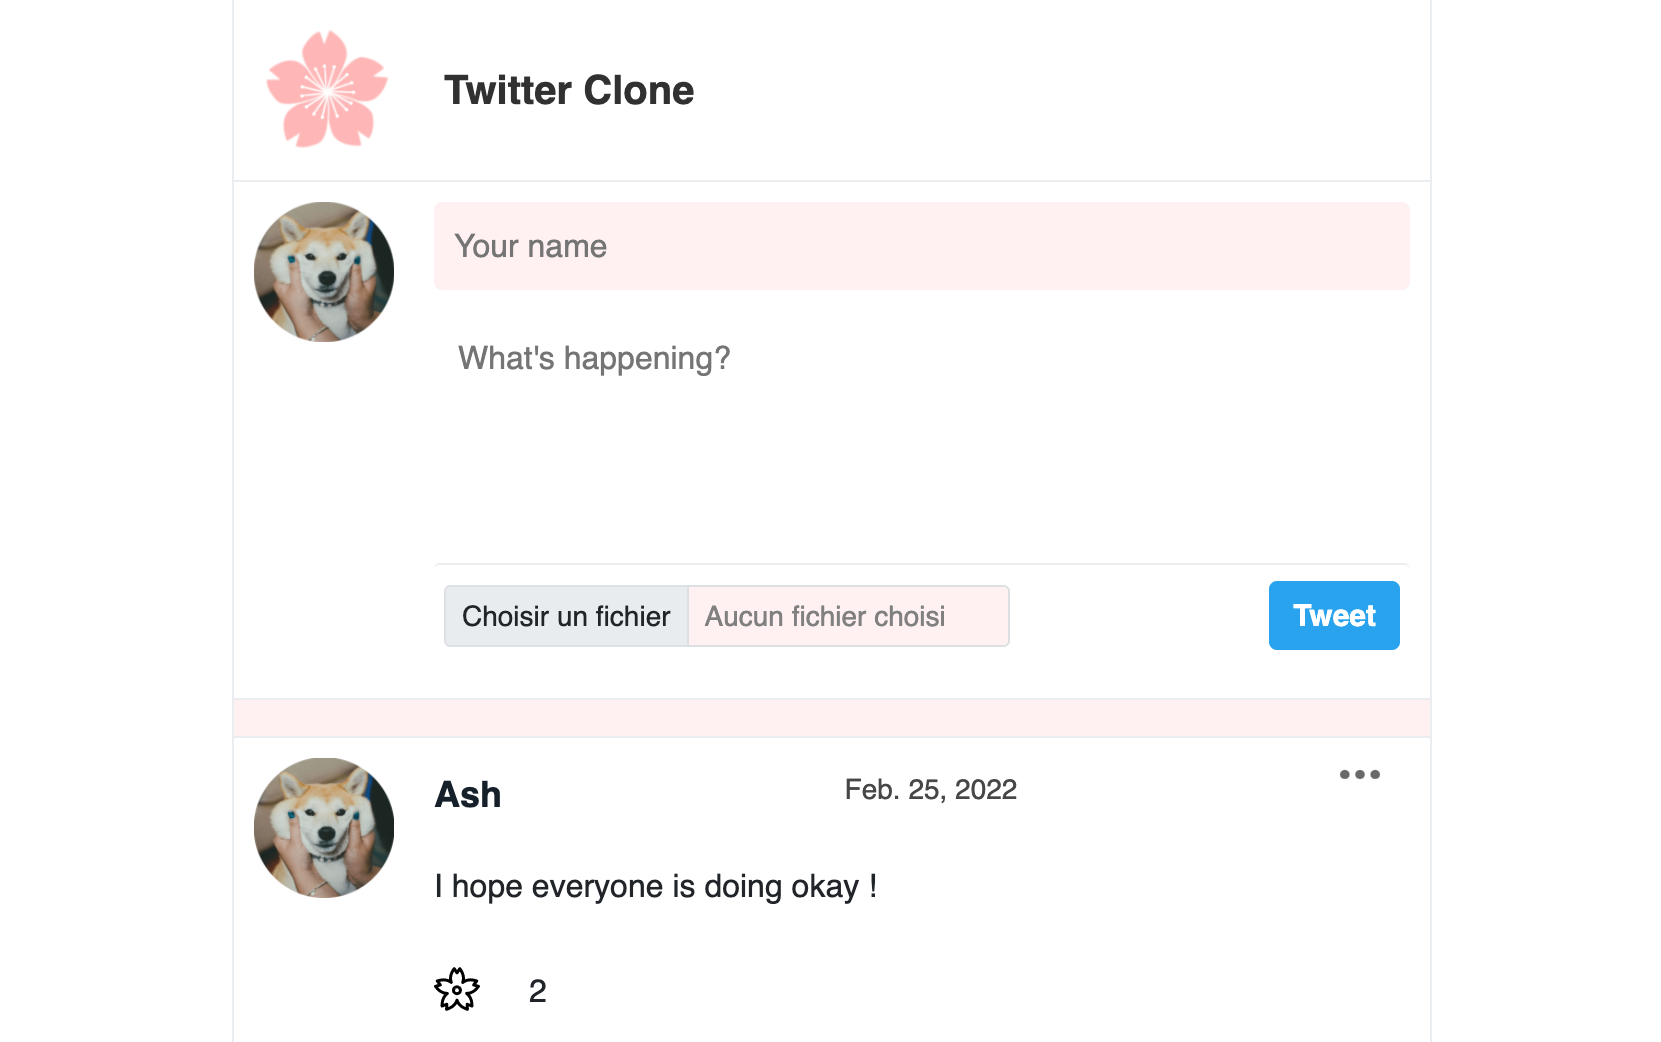 Twitter Clone
Your name
What's happening?
Choisir un fichier Aucun fichier choisi Tweet
Ash Feb. 25, 2022
I hope everyone is doing okay !
2